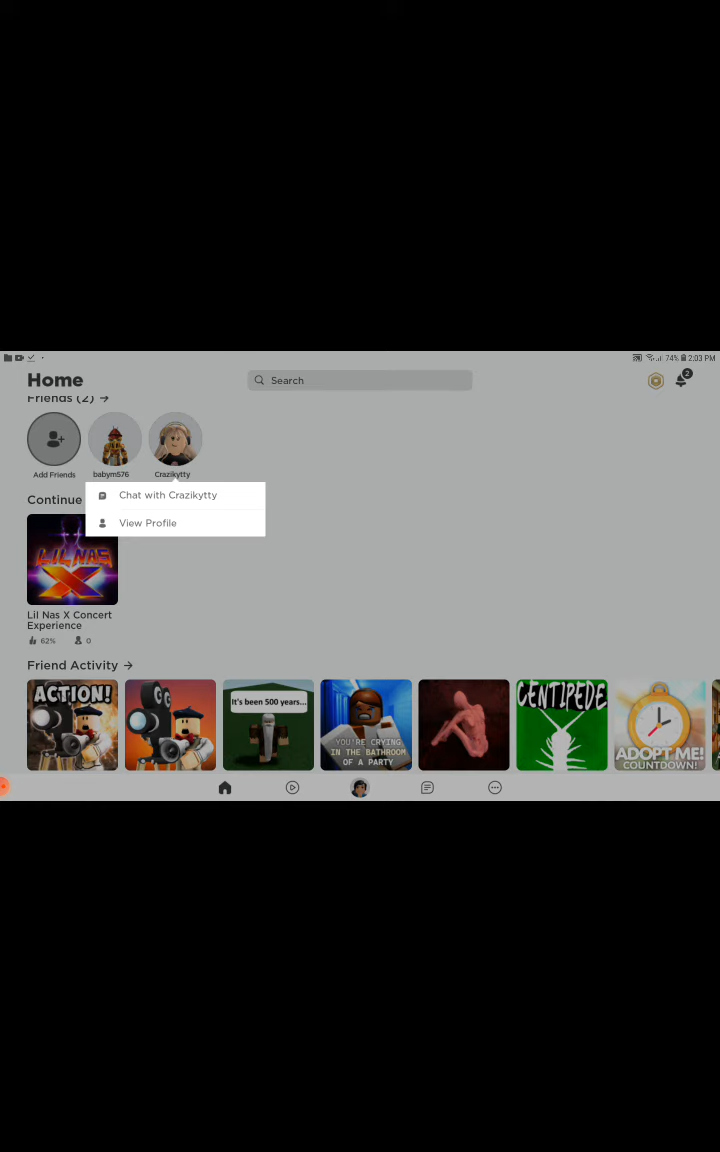 74% 2:03 PM
Home
Search
2
Friends (2) →
Add Friends
babym576
Crazikytty
Chat with Crazikytty
View Profile
Continue
LIL NAS
X
Lil Nas X Concert
Experience
62%
0
Friend Activity →
ACTION!
It's been 500 years...
YOU'RE CRYING
IN THE BATHROOM
OF A PARTY
CENTIPEDE
ADOPT ME!
COUNTDOWN!